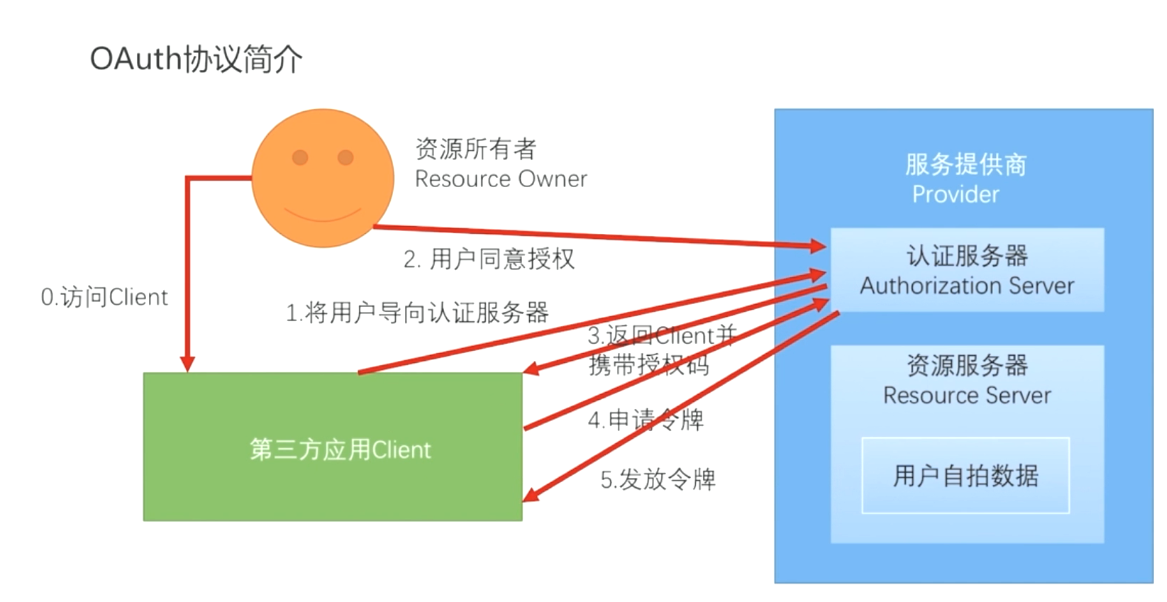 OAuth协议简介
资源所有者
Resource Owner
服务提供商
Provider
2. 用户同意授权
认证服务器
Authorization Server
0.访问Client
1.将用户导向认证服务器
3.返回Client并
携带授权码
资源服务器
Resource Server
4.申请令牌
第三方应用Client
5.发放令牌
用户自拍数据